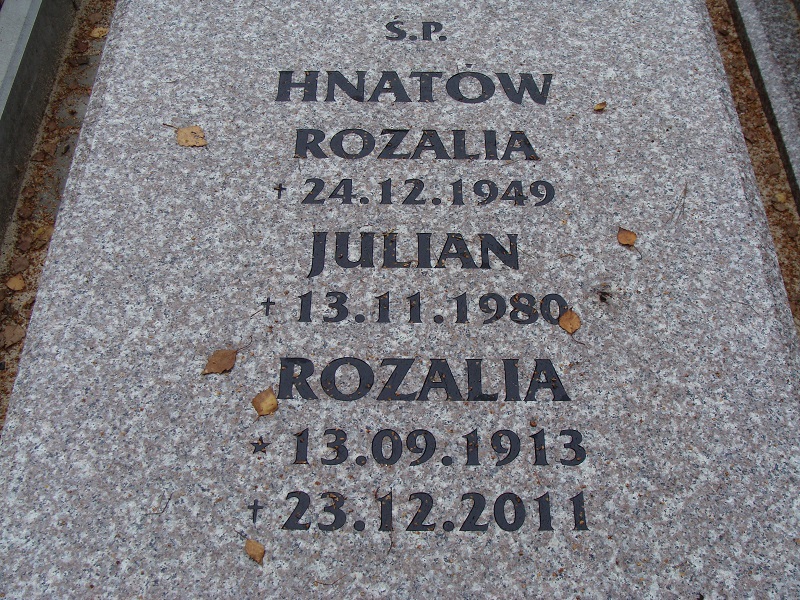 Ś.P.
HNATÓW
ROZALIA
✝ 24.12.1949
JULIAN
✝ 13.11.1980
ROZALIA
★ 13.09.1913
✝ 23.12.2011